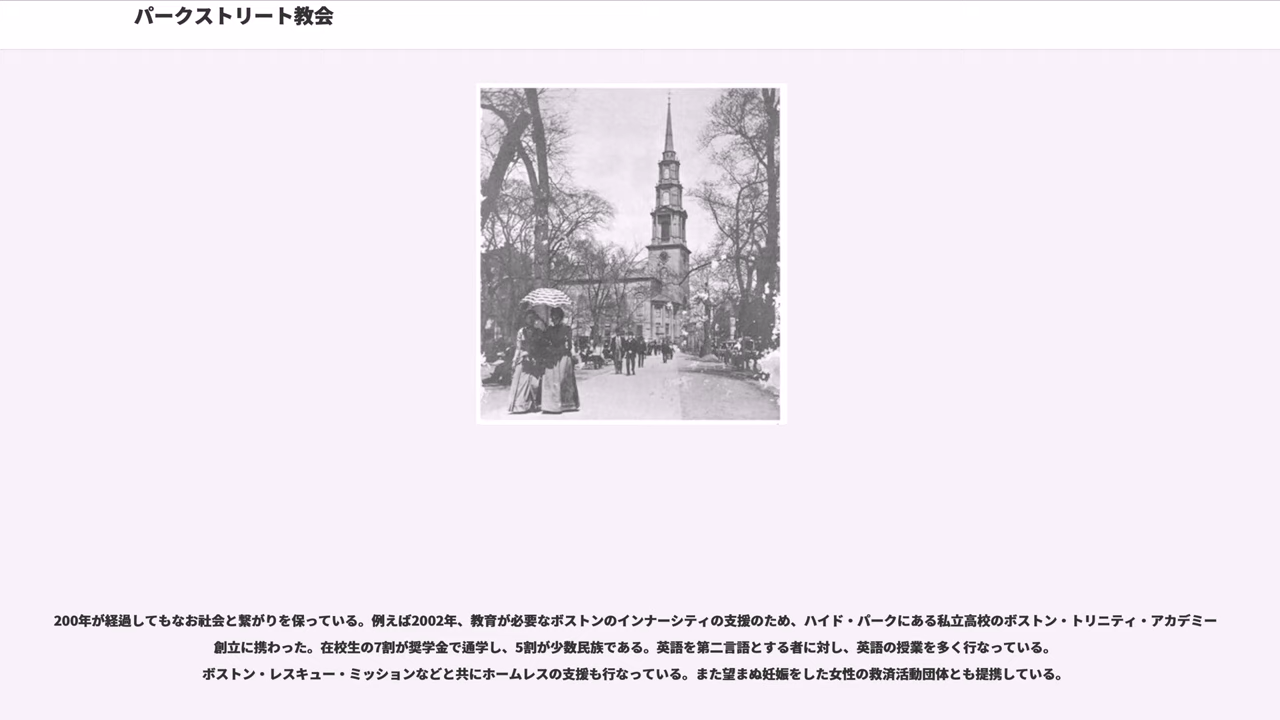 パークストリート教会
200年が経過してもなお社会と繋がりを保っている。例えば2002年、教育が必要なボストンのインナーシティの支援のため、ハイド・パークにある私立高校のボストン・トリニティ・アカデミー
創立に携わった。在校生の7割が奨学金で通学し、5割が少数民族である。英語を第二言語とする者に対し、英語の授業を多く行なっている。
ボストン・レスキュー・ミッションなどと共にホームレスの支援も行なっている。また望まぬ妊娠をした女性の救済活動団体とも提携している。